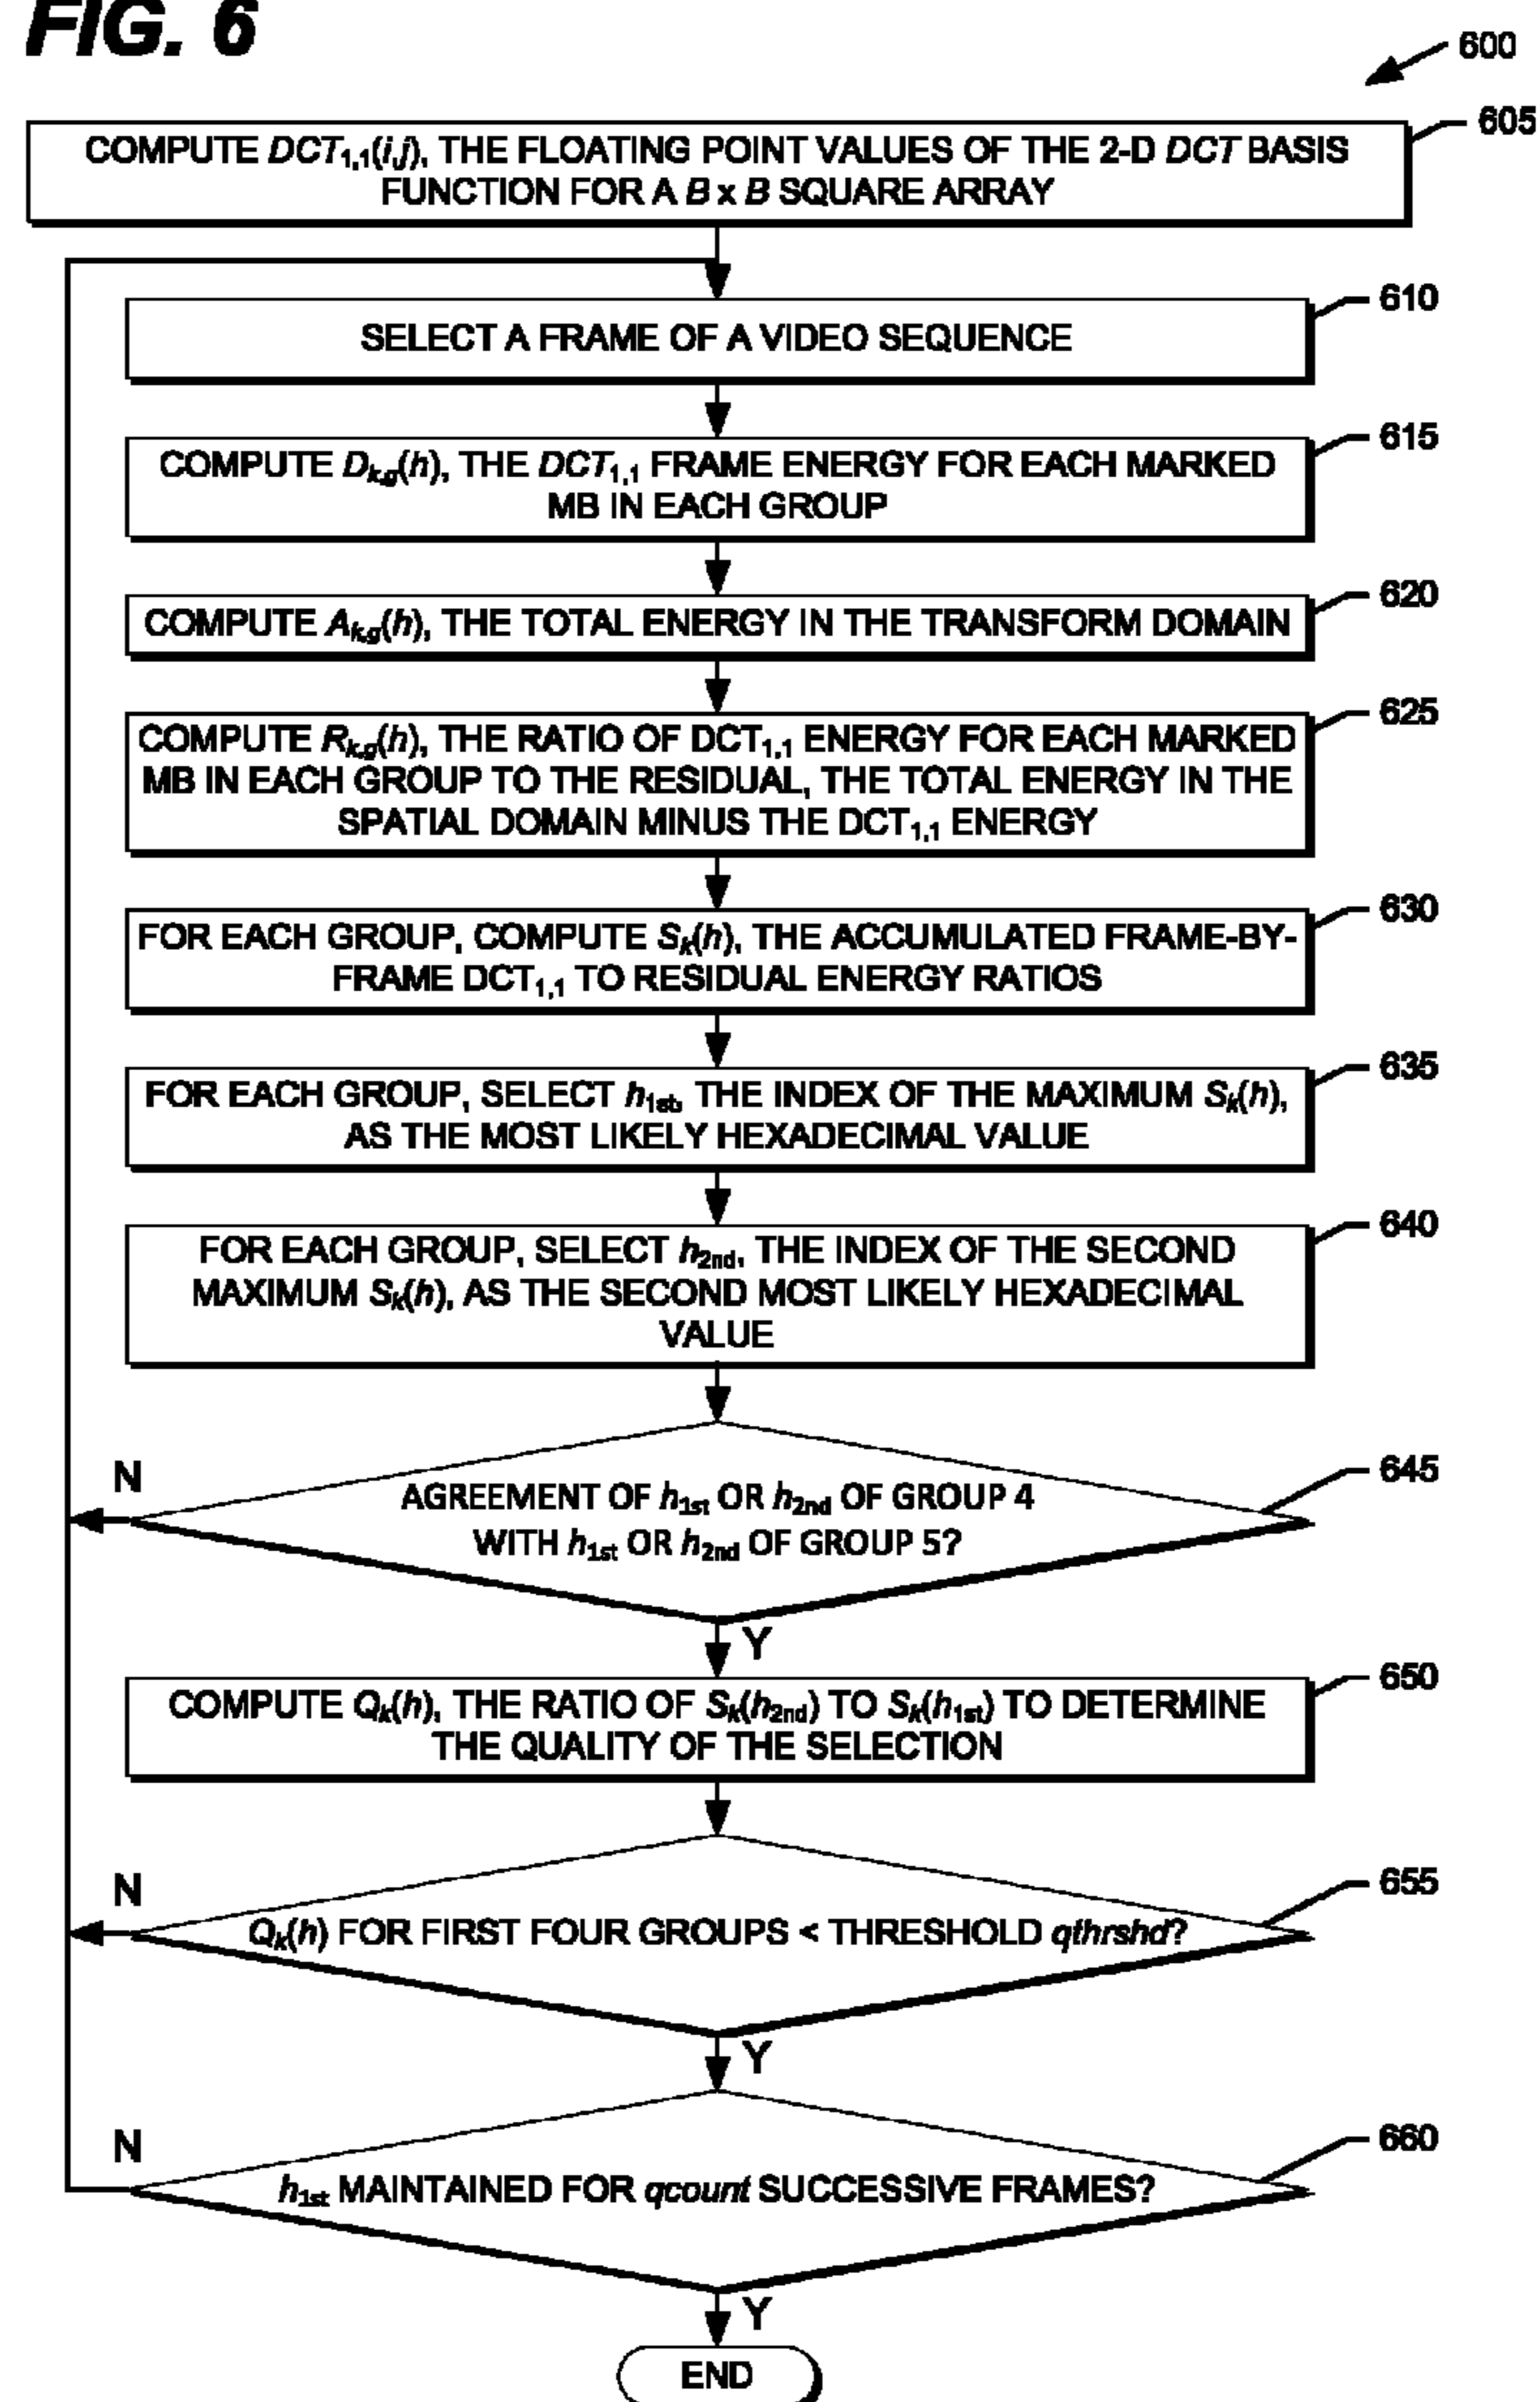 FIG. 6
600
605
COMPUTE DCT1,1(i,j), THE FLOATING POINT VALUES OF THE 2-D DCT BASIS
FUNCTION FOR A B x B SQUARE ARRAY
610
SELECT A FRAME OF A VIDEO SEQUENCE
615
COMPUTE Dk,g(h), THE DCT1,1 FRAME ENERGY FOR EACH MARKED
MB IN EACH GROUP
620
COMPUTE Ak,g(h), THE TOTAL ENERGY IN THE TRANSFORM DOMAIN
625
COMPUTE Rk,g(h), THE RATIO OF DCT1,1 ENERGY FOR EACH MARKED
MB IN EACH GROUP TO THE RESIDUAL, THE TOTAL ENERGY IN THE
SPATIAL DOMAIN MINUS THE DCT1,1 ENERGY
630
FOR EACH GROUP, COMPUTE Sk(h), THE ACCUMULATED FRAME-BY-
FRAME DCT1,1 TO RESIDUAL ENERGY RATIOS
635
FOR EACH GROUP, SELECT h1st, THE INDEX OF THE MAXIMUM Sk(h),
AS THE MOST LIKELY HEXADECIMAL VALUE
640
FOR EACH GROUP, SELECT h2nd, THE INDEX OF THE SECOND
MAXIMUM Sk(h), AS THE SECOND MOST LIKELY HEXADECIMAL
VALUE
645
N
AGREEMENT OF h1st OR h2nd OF GROUP 4
WITH h1st OR h2nd OF GROUP 5?
Y
650
COMPUTE Qk(h), THE RATIO OF Sk(h2nd) TO Sk(h1st) TO DETERMINE
THE QUALITY OF THE SELECTION
655
N
Qk(h) FOR FIRST FOUR GROUPS < THRESHOLD qthrshd?
Y
660
N
h1st MAINTAINED FOR qcount SUCCESSIVE FRAMES?
Y
END